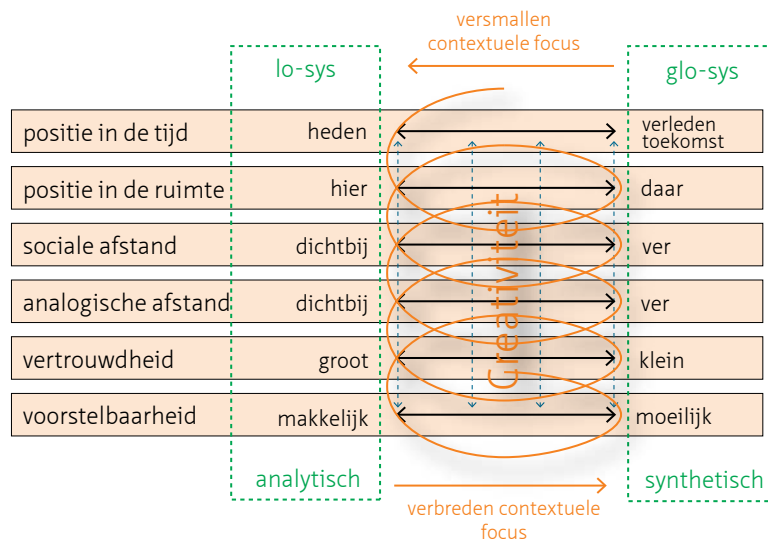 versmallen
contextuele focus
lo-sys
glo-sys
positie in de tijd heden verleden
toekomst
positie in de ruimte hier daar
sociale afstand dichtbij ver
analogische afstand dichtbij ver
vertrouwdheid groot klein
voorstelbaarheid makkelijk moeilijk
Creativiteit
analytisch
synthetisch
verbreden contextuele
focus